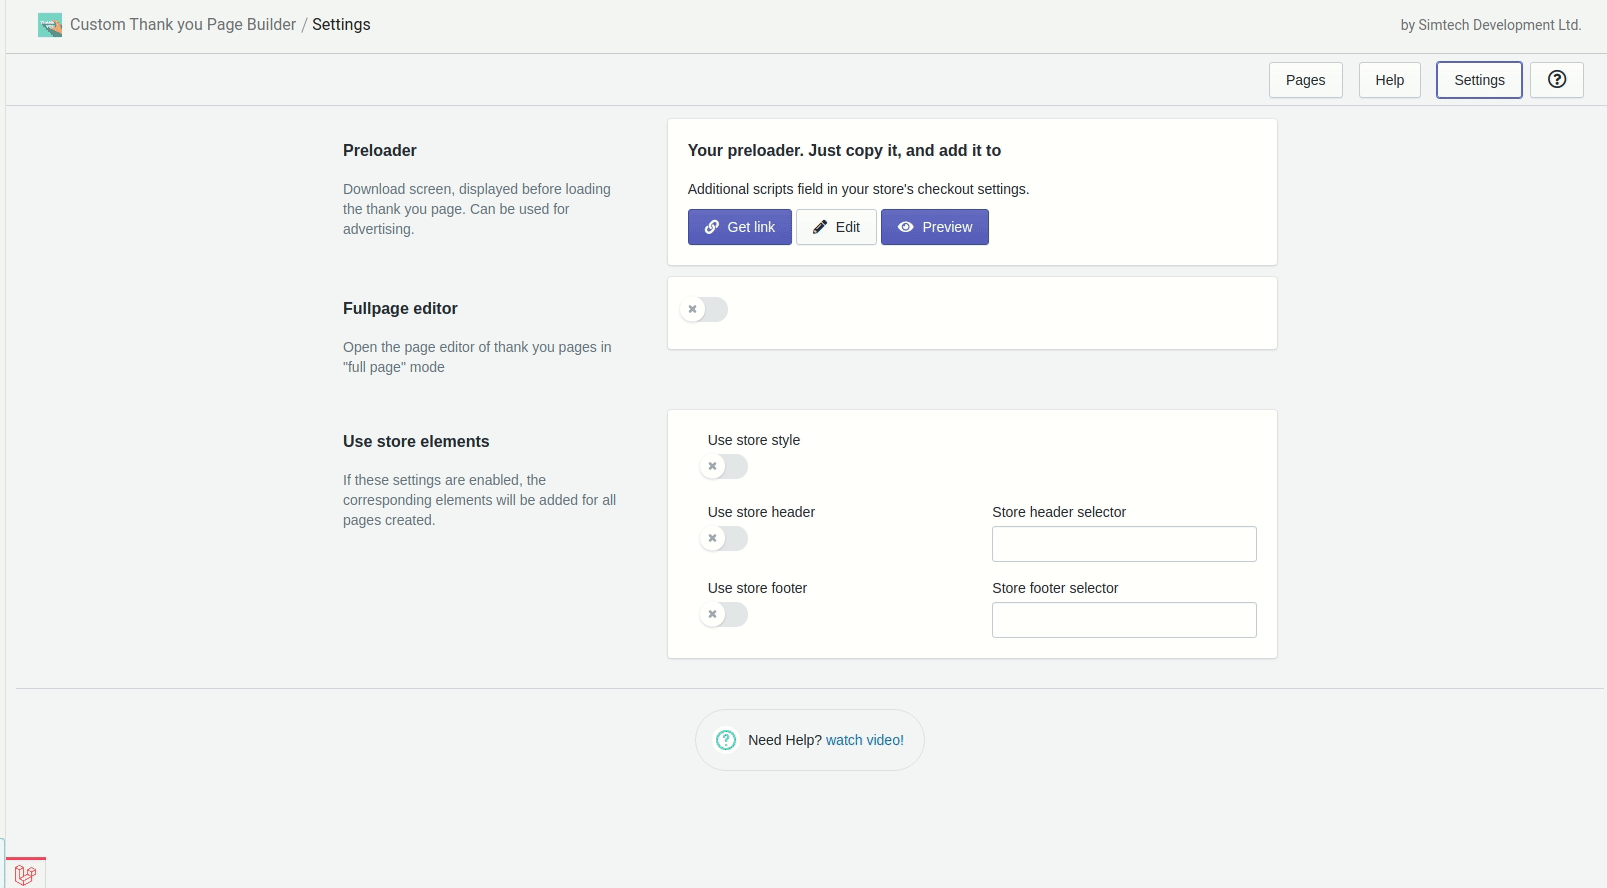 Custom Thank you Page Builder / Settings
by Simtech Development Ltd.
Pages
Help
Settings
Preloader
Download screen, displayed before loading
the thank you page. Can be used for
advertising.
Your preloader. Just copy it, and add it to
Additional scripts field in your store's checkout settings.
Get link
Edit
Preview
Fullpage editor
Open the page editor of thank you pages in
"full page" mode
Use store elements
If these settings are enabled, the
corresponding elements will be added for all
pages created.
Use store style
Use store header
Store header selector
Use store footer
Store footer selector
Need Help? watch video!